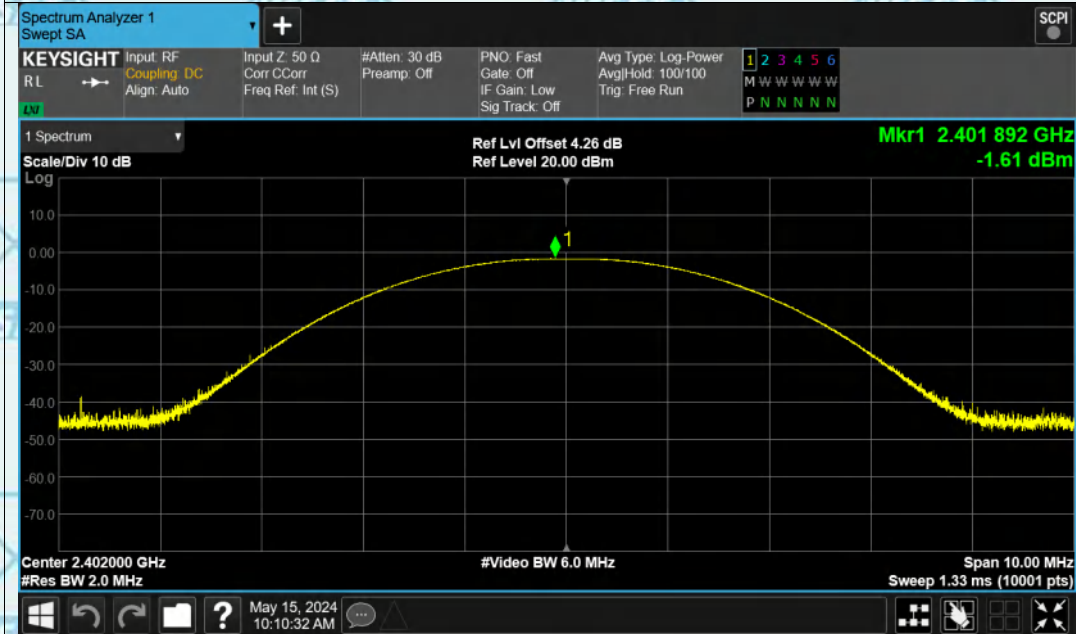 Spectrum Analyzer 1
Swept SA
+
SCPI
KEYSIGHT Input: RF Input Z: 50 Ω #Atten: 30 dB PNO: Fast Avg Type: Log-Power 1 2 3 4 5 6
RL Coupling: DC Corr CCorr Preamp: Off Gate: Off Avg|Hold: 100/100 M W W W W W W
Align: Auto Freq Ref: Int (S) IF Gain: Low Trig: Free Run
LXI Sig Track: Off P N N N N N
1 Spectrum Ref Lvl Offset 4.26 dB Mkr1 2.401 892 GHz
Scale/Div 10 dB Ref Level 20.00 dBm -1.61 dBm
Log
10.0
1
0.00
-10.0
-20.0
-30.0
-40.0
-50.0
-60.0
-70.0
Center 2.402000 GHz #Video BW 6.0 MHz Span 10.00 MHz
#Res BW 2.0 MHz Sweep 1.33 ms (10001 pts)
? May 15, 2024
10:10:32 AM